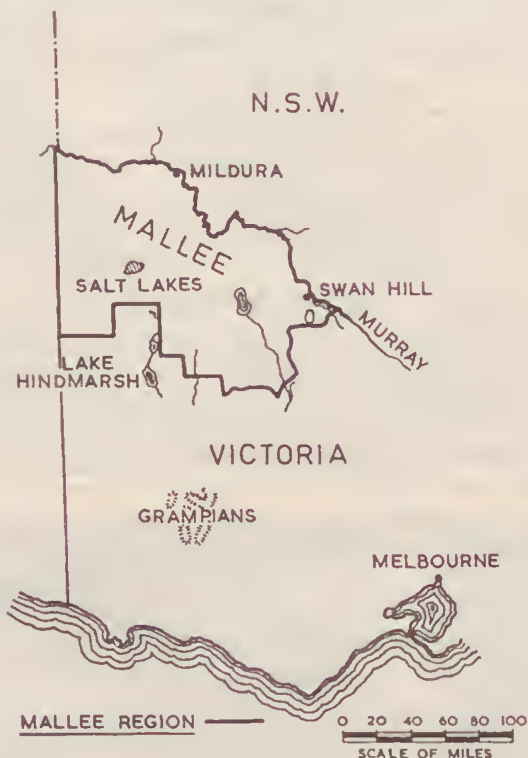 N.S.W.
MILDURA
MALLEE
SALT LAKES
SWAN HILL
MURRAY
LAKE
HINDMARSH
VICTORIA
GRAMPIANS
MELBOURNE
MALLEE REGION
0 20 40 60 80 100
SCALE OF MILES